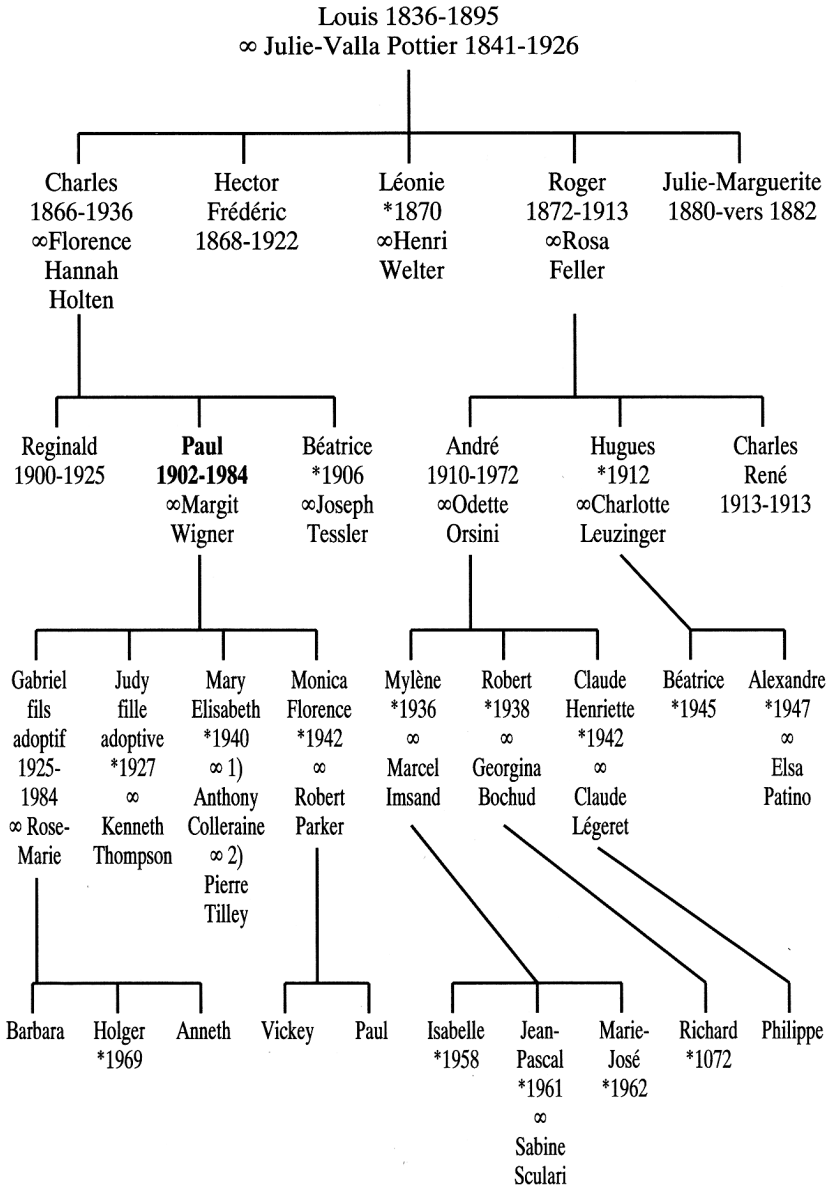 Louis 1836-1895
∞ Julie-Valla Pottier 1841-1926
Charles
1866-1936
∞Florence
Hannah
Holten
Hector
Frédéric
1868-1922
Léonie
*1870
∞Henri
Welter
Roger
1872-1913
∞Rosa
Feller
Julie-Marguerite
1880-vers 1882
Reginald
1900-1925
Paul
1902-1984
∞Margit
Wigner
Béatrice
*1906
∞Joseph
Tessler
André
1910-1972
∞Odette
Orsini
Hugues
*1912
∞Charlotte
Leuzinger
Charles
René
1913-1913
Gabriel
fils
adoptif
1925-
1984
∞ Rose-
Marie
Judy
fille
adoptive
*1927
∞
Kenneth
Thompson
Mary
Elisabeth
*1940
∞ 1)
Anthony
Colleraine
∞ 2)
Pierre
Tilley
Monica
Florence
*1942
∞
Robert
Parker
Mylène
*1936
∞
Marcel
Imsand
Robert
*1938
∞
Georgina
Bochud
Claude
Henriette
*1942
∞
Claude
Légeret
Béatrice
*1945
Alexandre
*1947
∞
Elsa
Patino
Barbara
Holger
*1969
Anneth
Vickey
Paul
Isabelle
*1958
Jean-
Pascal
*1961
∞
Sabine
Sculari
Marie-
José
*1962
Richard
*1072
Philippe